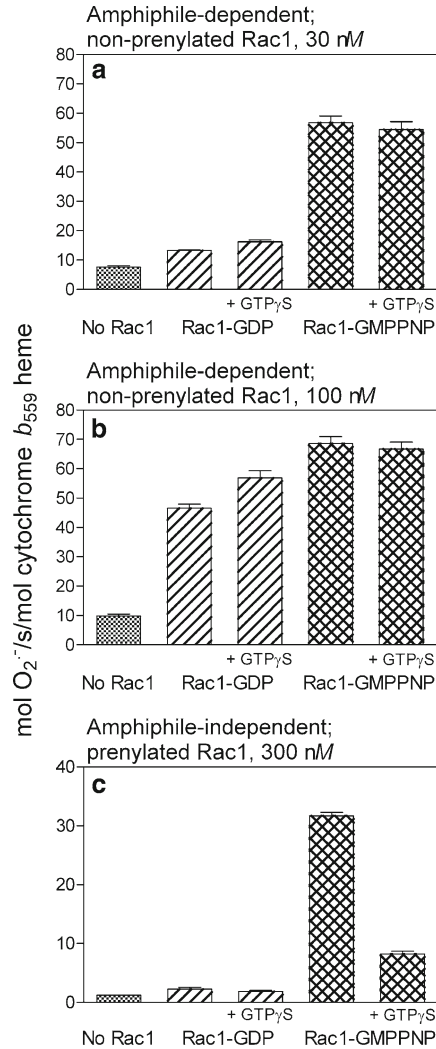 mol O₂·⁻/s/mol cytochrome b₅₅₉ heme
Amphiphile-dependent;
non-prenylated Rac1, 30 nM
a
80
70
60
50
40
30
20
10
0
+ GTPγS + GTPγS
No Rac1 Rac1-GDP Rac1-GMPPNP
Amphiphile-dependent;
non-prenylated Rac1, 100 nM
b
80
70
60
50
40
30
20
10
0
+ GTPγS + GTPγS
No Rac1 Rac1-GDP Rac1-GMPPNP
Amphiphile-independent;
prenylated Rac1, 300 nM
c
40
30
20
10
0
+ GTPγS + GTPγS
No Rac1 Rac1-GDP Rac1-GMPPNP